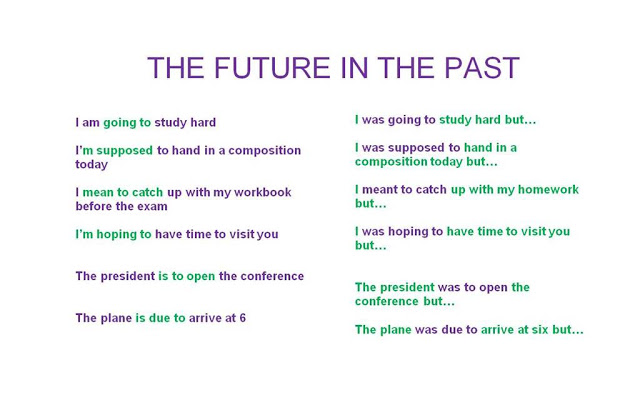 THE FUTURE IN THE PAST
I am going to study hard
I'm supposed to hand in a composition
today
I mean to catch up with my workbook
before the exam
I'm hoping to have time to visit you
The president is to open the conference
The plane is due to arrive at 6
I was going to study hard but…
I was supposed to hand in a
composition today but…
I meant to catch up with my homework
but…
I was hoping to have time to visit you
but…
The president was to open the
conference but…
The plane was due to arrive at six but…